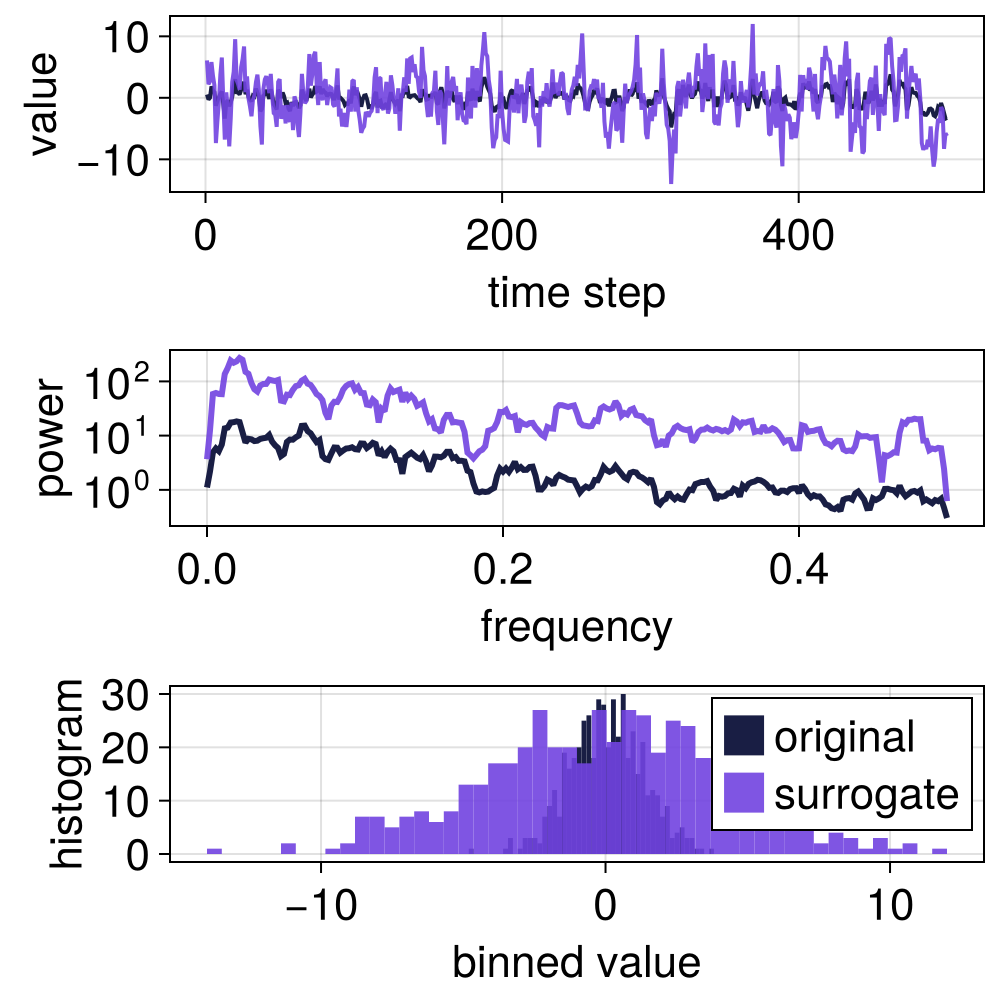 value
10
0
−10
0
200
400
time step
power
10²
10¹
10⁰
0.0
0.2
0.4
frequency
histogram
30
20
10
0
original
surrogate
−10
0
10
binned value